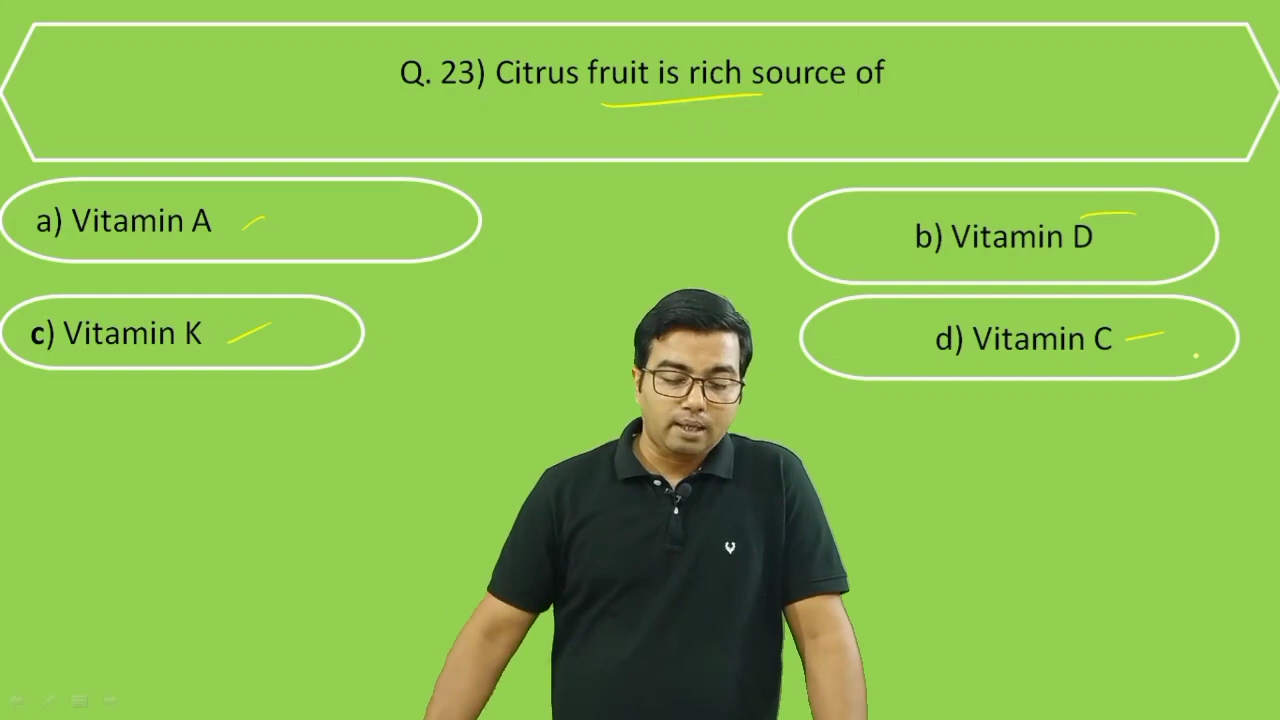 Q. 23) Citrus fruit is rich source of
a) Vitamin A
b) Vitamin D
c) Vitamin K
d) Vitamin C